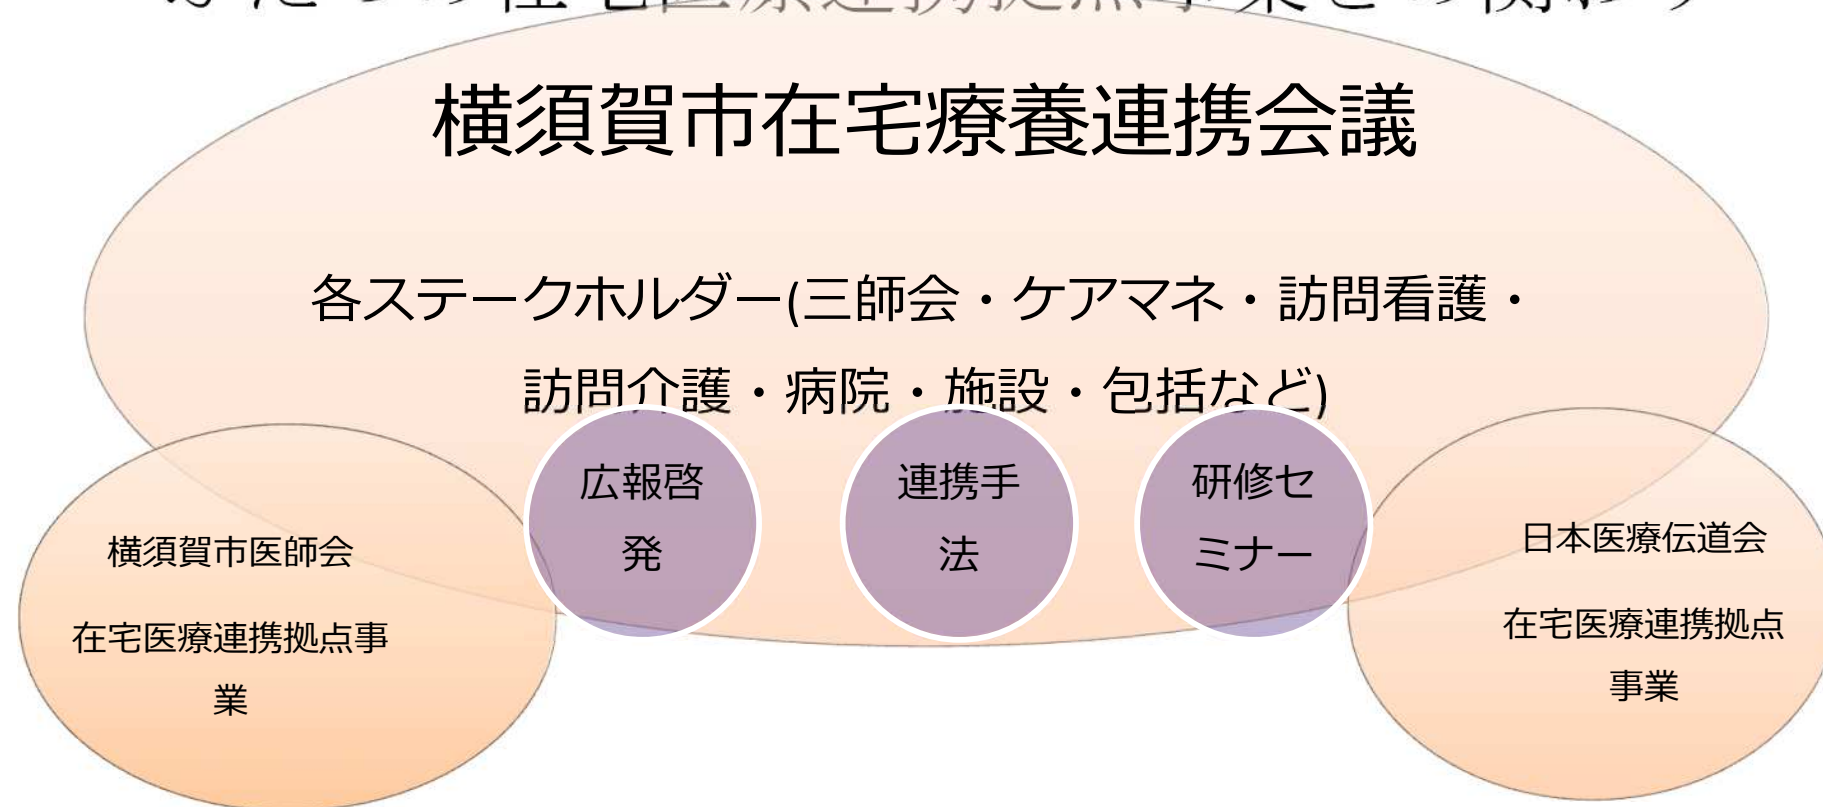 横須賀市在宅療養連携会議
各ステークホルダー(三師会・ケアマネ・訪問看護・
訪問介護・病院・施設・包括など)
広報啓
発
連携手
法
研修セ
ミナー
横須賀市医師会
在宅医療連携拠点事
業
日本医療伝道会
在宅医療連携拠点
事業